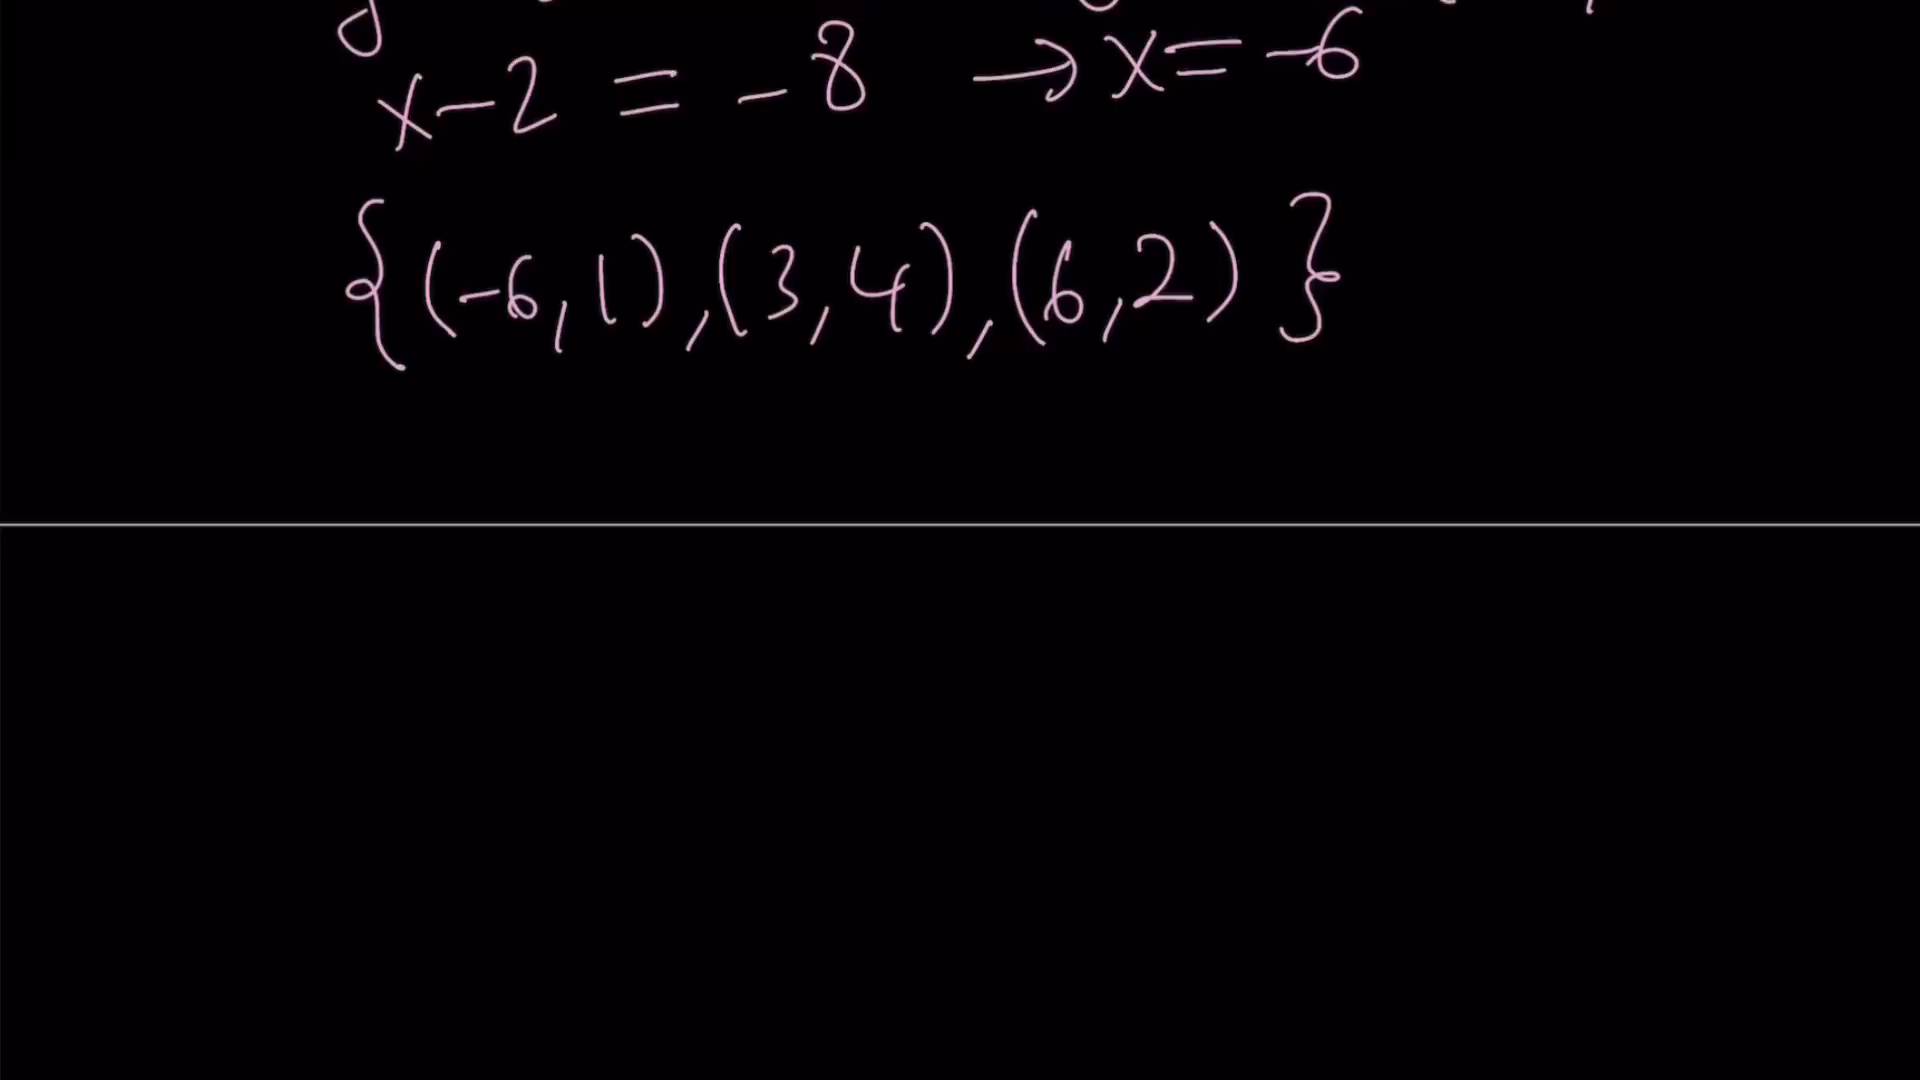 x-2 = -8 → x = -6
{(-6,1),(3,4),(6,2)}